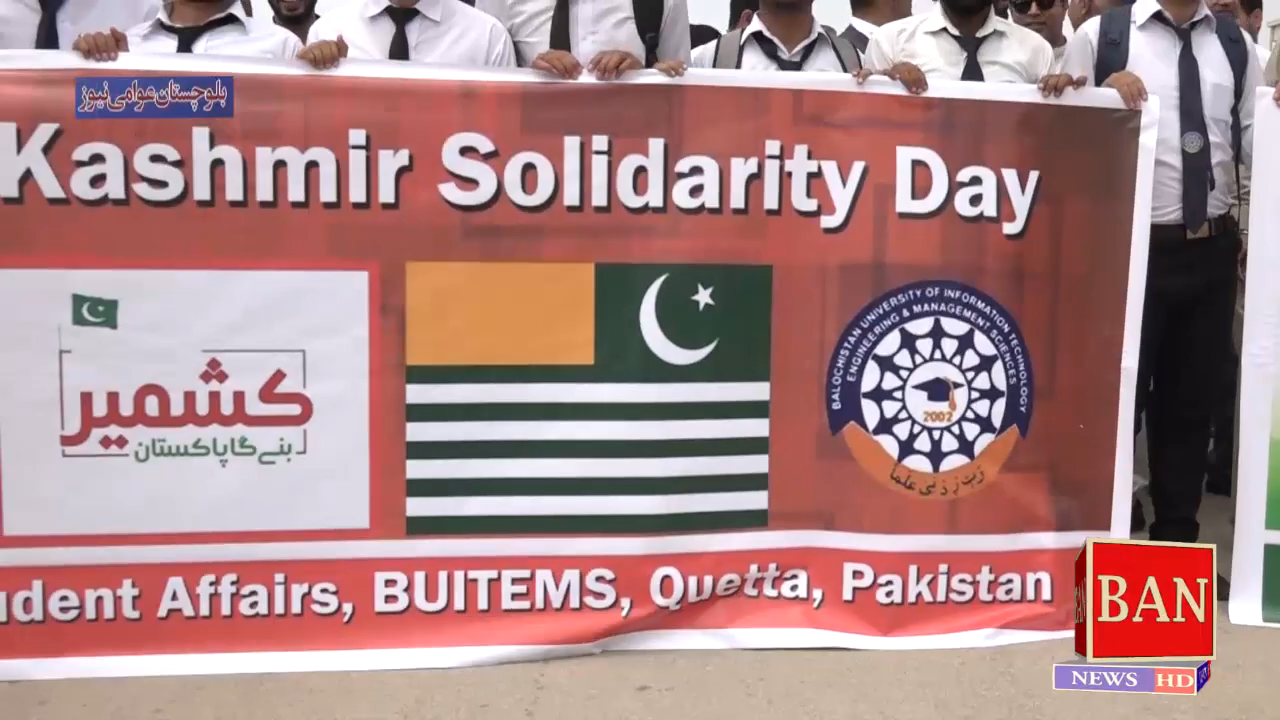 بلوچستان عوامی نیوز
Kashmir Solidarity Day
کشمیر
بنے گا پاکستان
BALOCHISTAN UNIVERSITY OF INFORMATION TECHNOLOGY
ENGINEERING & MANAGEMENT SCIENCES
2002
Affairs, BUITEMS, Quetta, Pakistan
BAN
NEWS HD